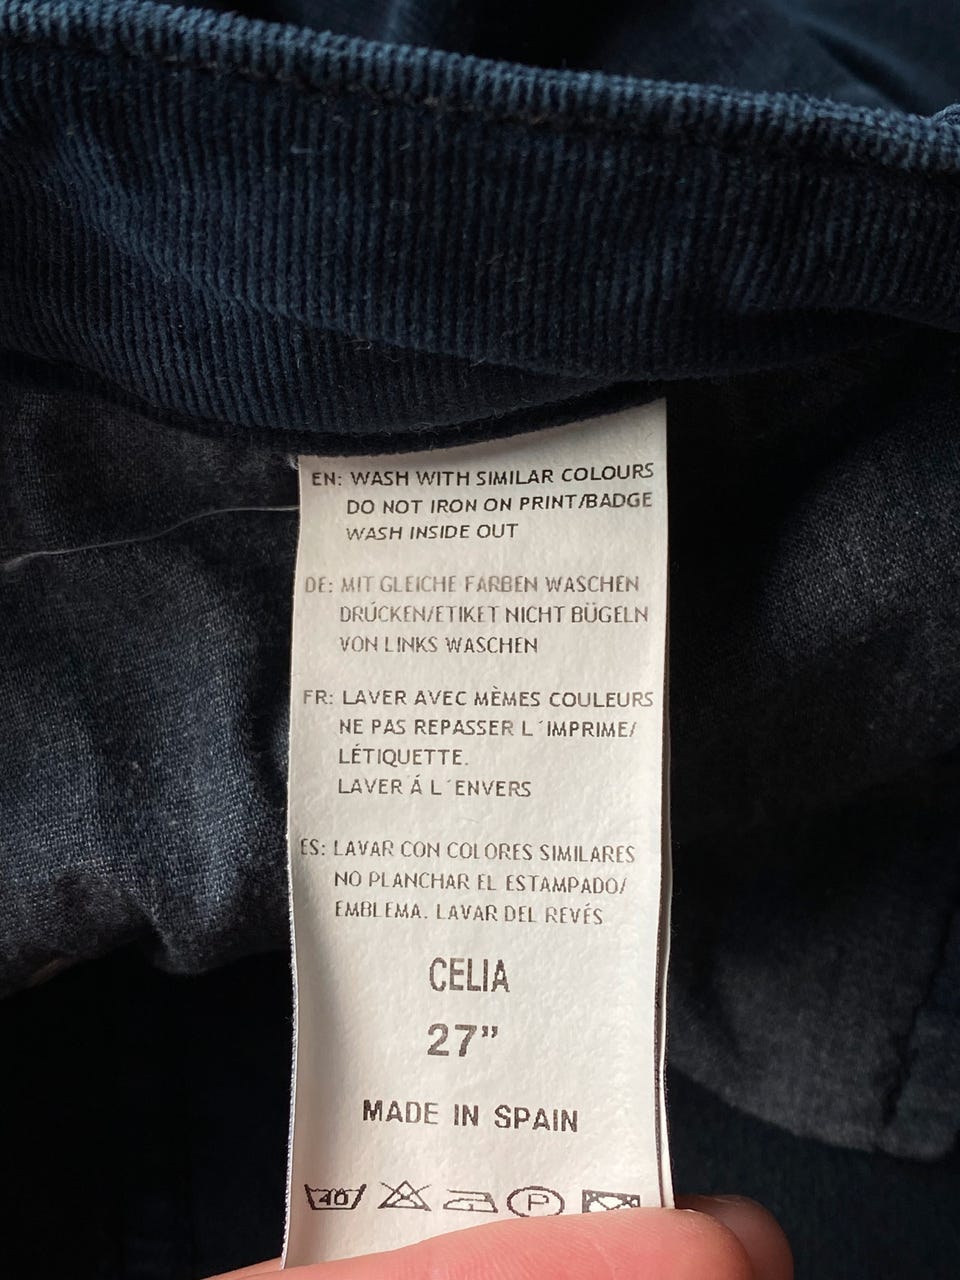 EN: WASH WITH SIMILAR COLOURS
DO NOT IRON ON PRINT/BADGE
WASH INSIDE OUT
DE: MIT GLEICHE FARBEN WASCHEN
DRÚCKEN/ETIKET NICHT BÜGELN
VON LINKS WASCHEN
FR: LAVER AVEC MÈMES COULEURS
NE PAS REPASSER L´IMPRIME/
LÉTIQUETTE.
LAVER Á L´ENVERS
ES: LAVAR CON COLORES SIMILARES
NO PLANCHAR EL ESTAMPADO/
EMBLEMA. LAVAR DEL REVÉS
CELIA
27”
MADE IN SPAIN
40 P